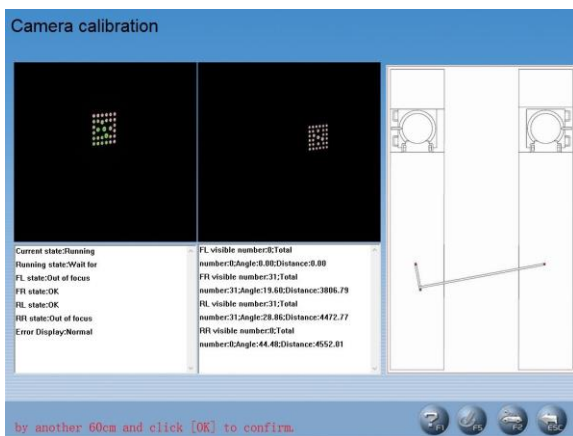 Camera calibration
Current state:Running
Running state:Wait for
FL state:Out of focus
FR state:OK
RL state:OK
RR state:Out of focus
Error Display:Normal
FL visible number:0;Total
number:0;Angle:0.00;Distance:0.00
FR visible number:31;Total
number:31;Angle:19.60;Distance:3806.79
RL visible number:31;Total
number:31;Angle:28.86;Distance:4472.77
RR visible number:0;Total
number:0;Angle:44.48;Distance:4552.01
by another 60cm and click [OK] to confirm.
? F1
F5
F2
ESC